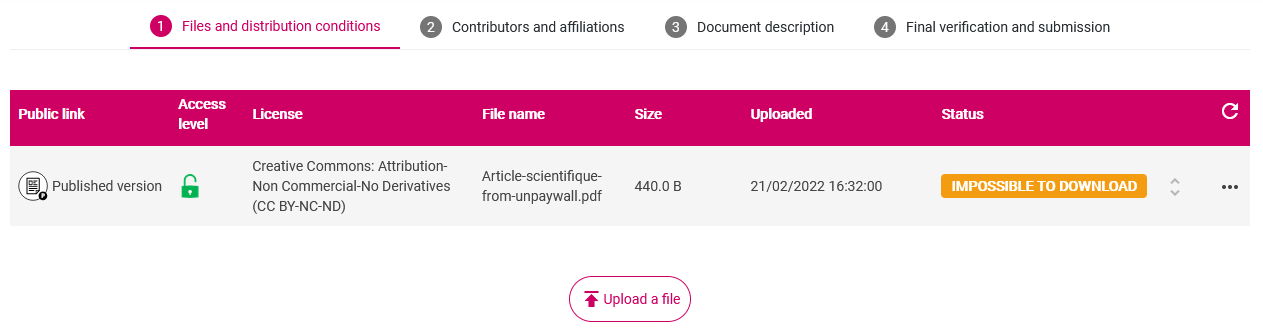 1 Files and distribution conditions 2 Contributors and affiliations 3 Document description 4 Final verification and submission
Public link Access level License File name Size Uploaded Status
Published version
Creative Commons: Attribution-
Non Commercial-No Derivatives
(CC BY-NC-ND)
Article-scientifique-
from-unpaywall.pdf
440.0 B
21/02/2022 16:32:00
IMPOSSIBLE TO DOWNLOAD
Upload a file